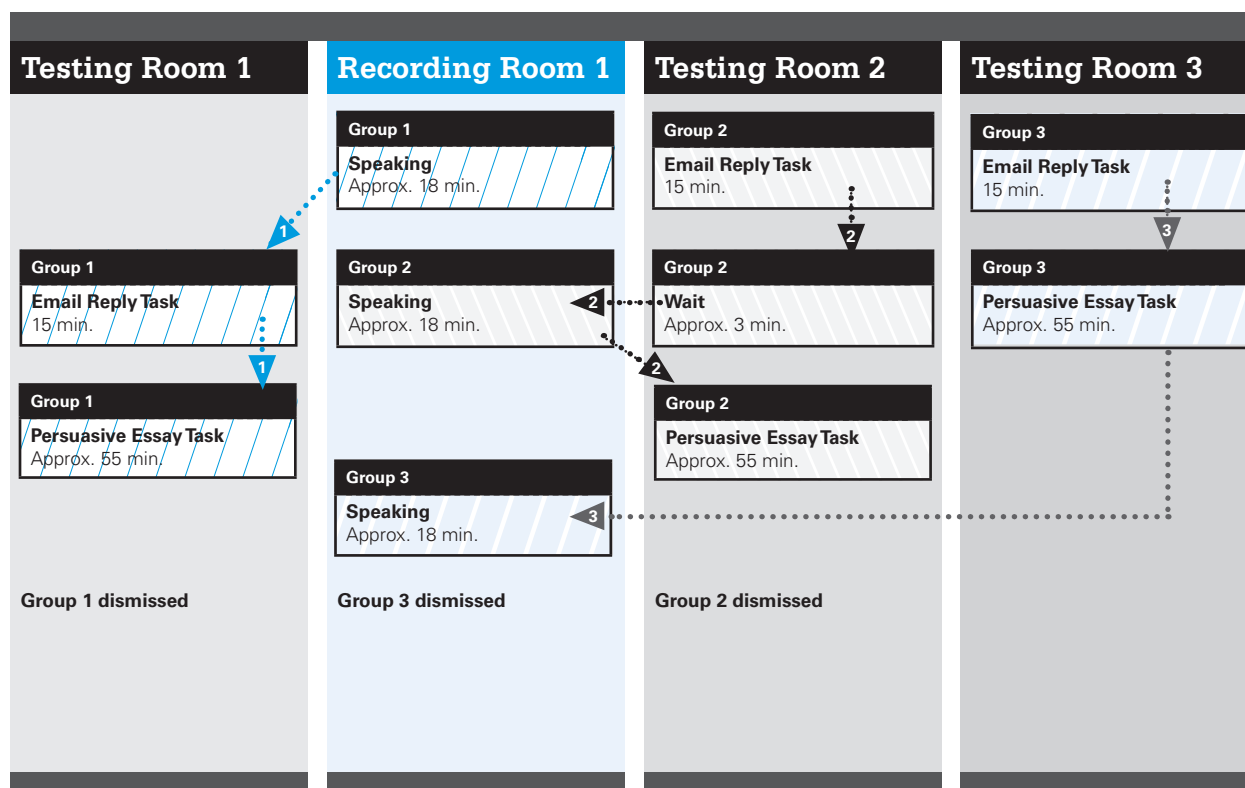 Testing Room 1
Recording Room 1
Testing Room 2
Testing Room 3
Group 1
Speaking
Approx. 18 min.
Group 2
Email Reply Task
15 min.
Group 3
Email Reply Task
15 min.
1
2
3
Group 1
Email Reply Task
15 min.
Group 2
Speaking
Approx. 18 min.
2
Group 2
Wait
Approx. 3 min.
Group 3
Persuasive Essay Task
Approx. 55 min.
1
2
Group 1
Persuasive Essay Task
Approx. 55 min.
Group 2
Persuasive Essay Task
Approx. 55 min.
Group 3
Speaking
Approx. 18 min.
3
Group 1 dismissed
Group 3 dismissed
Group 2 dismissed